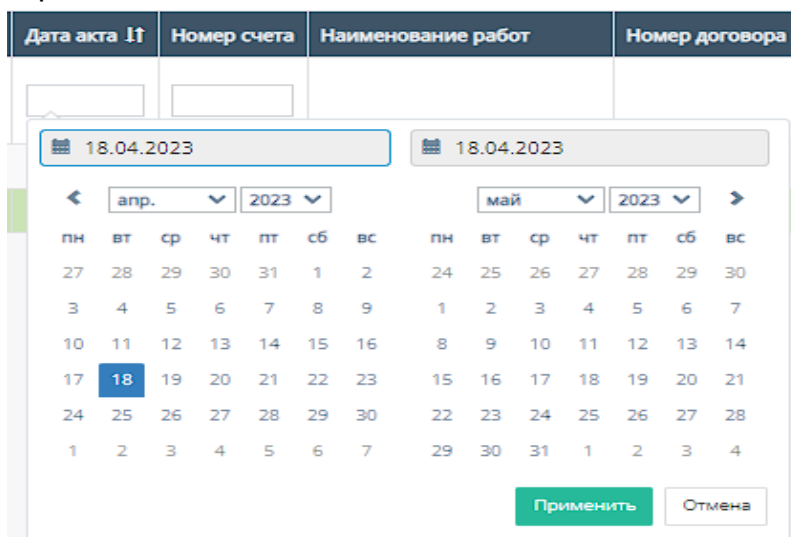 Дата акта Номер счета Наименование работ Номер договора
18.04.2023 18.04.2023
апр. 2023 май 2023
пн вт ср чт пт сб вс пн вт ср чт пт сб вс
27 28 29 30 31 1 2 24 25 26 27 28 29 30
3 4 5 6 7 8 9 1 2 3 4 5 6 7
10 11 12 13 14 15 16 8 9 10 11 12 13 14
17 18 19 20 21 22 23 15 16 17 18 19 20 21
24 25 26 27 28 29 30 22 23 24 25 26 27 28
1 2 3 4 5 6 7 29 30 31 1 2 3 4
Применить Отмена